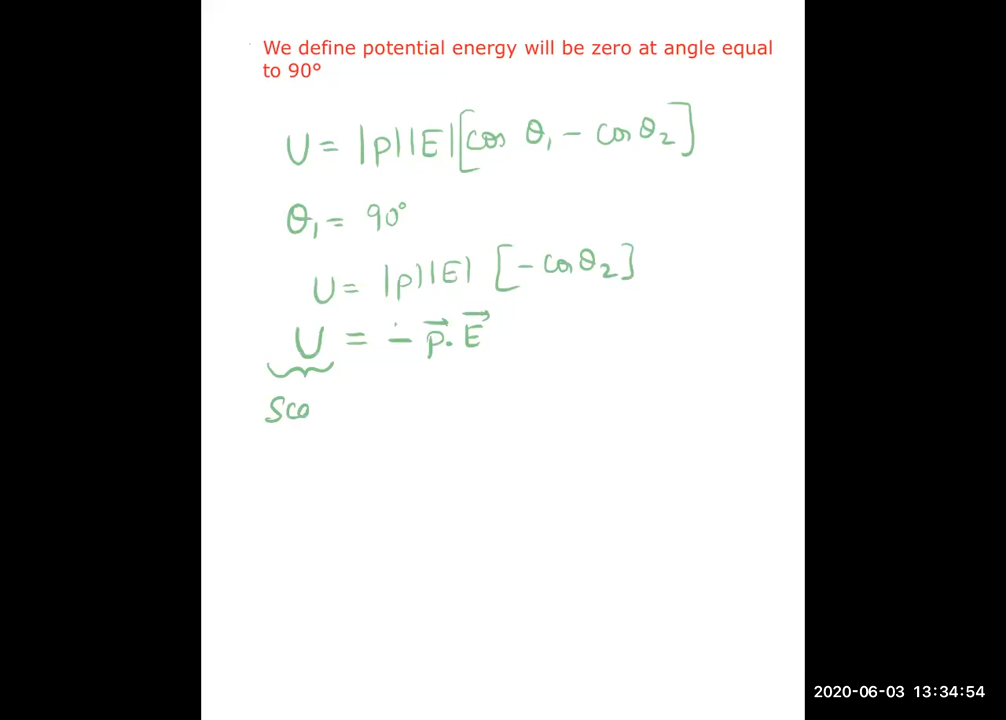 We define potential energy will be zero at angle equal
to 90°
U = |p||E|[cos θ₁ - cos θ₂]
θ₁ = 90°
U = |p||E| [- cos θ₂]
U = - p⃗. E⃗
Sca
2020-06-03 13:34:54